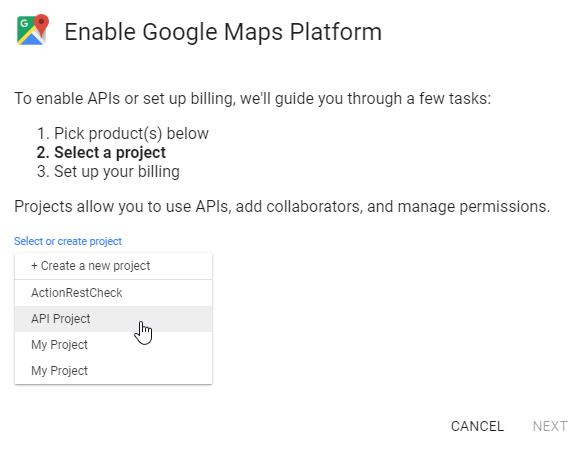 Enable Google Maps Platform
To enable APIs or set up billing, we'll guide you through a few tasks:
1. Pick product(s) below
2. Select a project
3. Set up your billing
Projects allow you to use APIs, add collaborators, and manage permissions.
Select or create project
+ Create a new project
ActionRestCheck
API Project
My Project
My Project
CANCEL NEXT